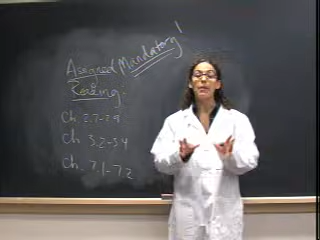 Assigned Mandatory!
Reading:
Ch 2.7-2.9
Ch 3.2-3.4
Ch. 7.1-7.2